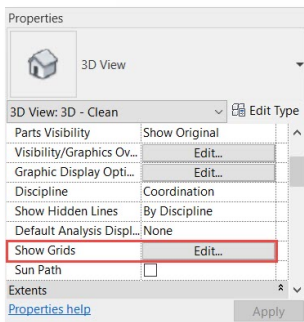 Properties
3D View
3D View: 3D - Clean Edit Type
Parts Visibility Show Original
Visibility/Graphics Ov... Edit...
Graphic Display Opti... Edit...
Discipline Coordination
Show Hidden Lines By Discipline
Default Analysis Displ... None
Show Grids Edit...
Sun Path
Extents
Properties help Apply